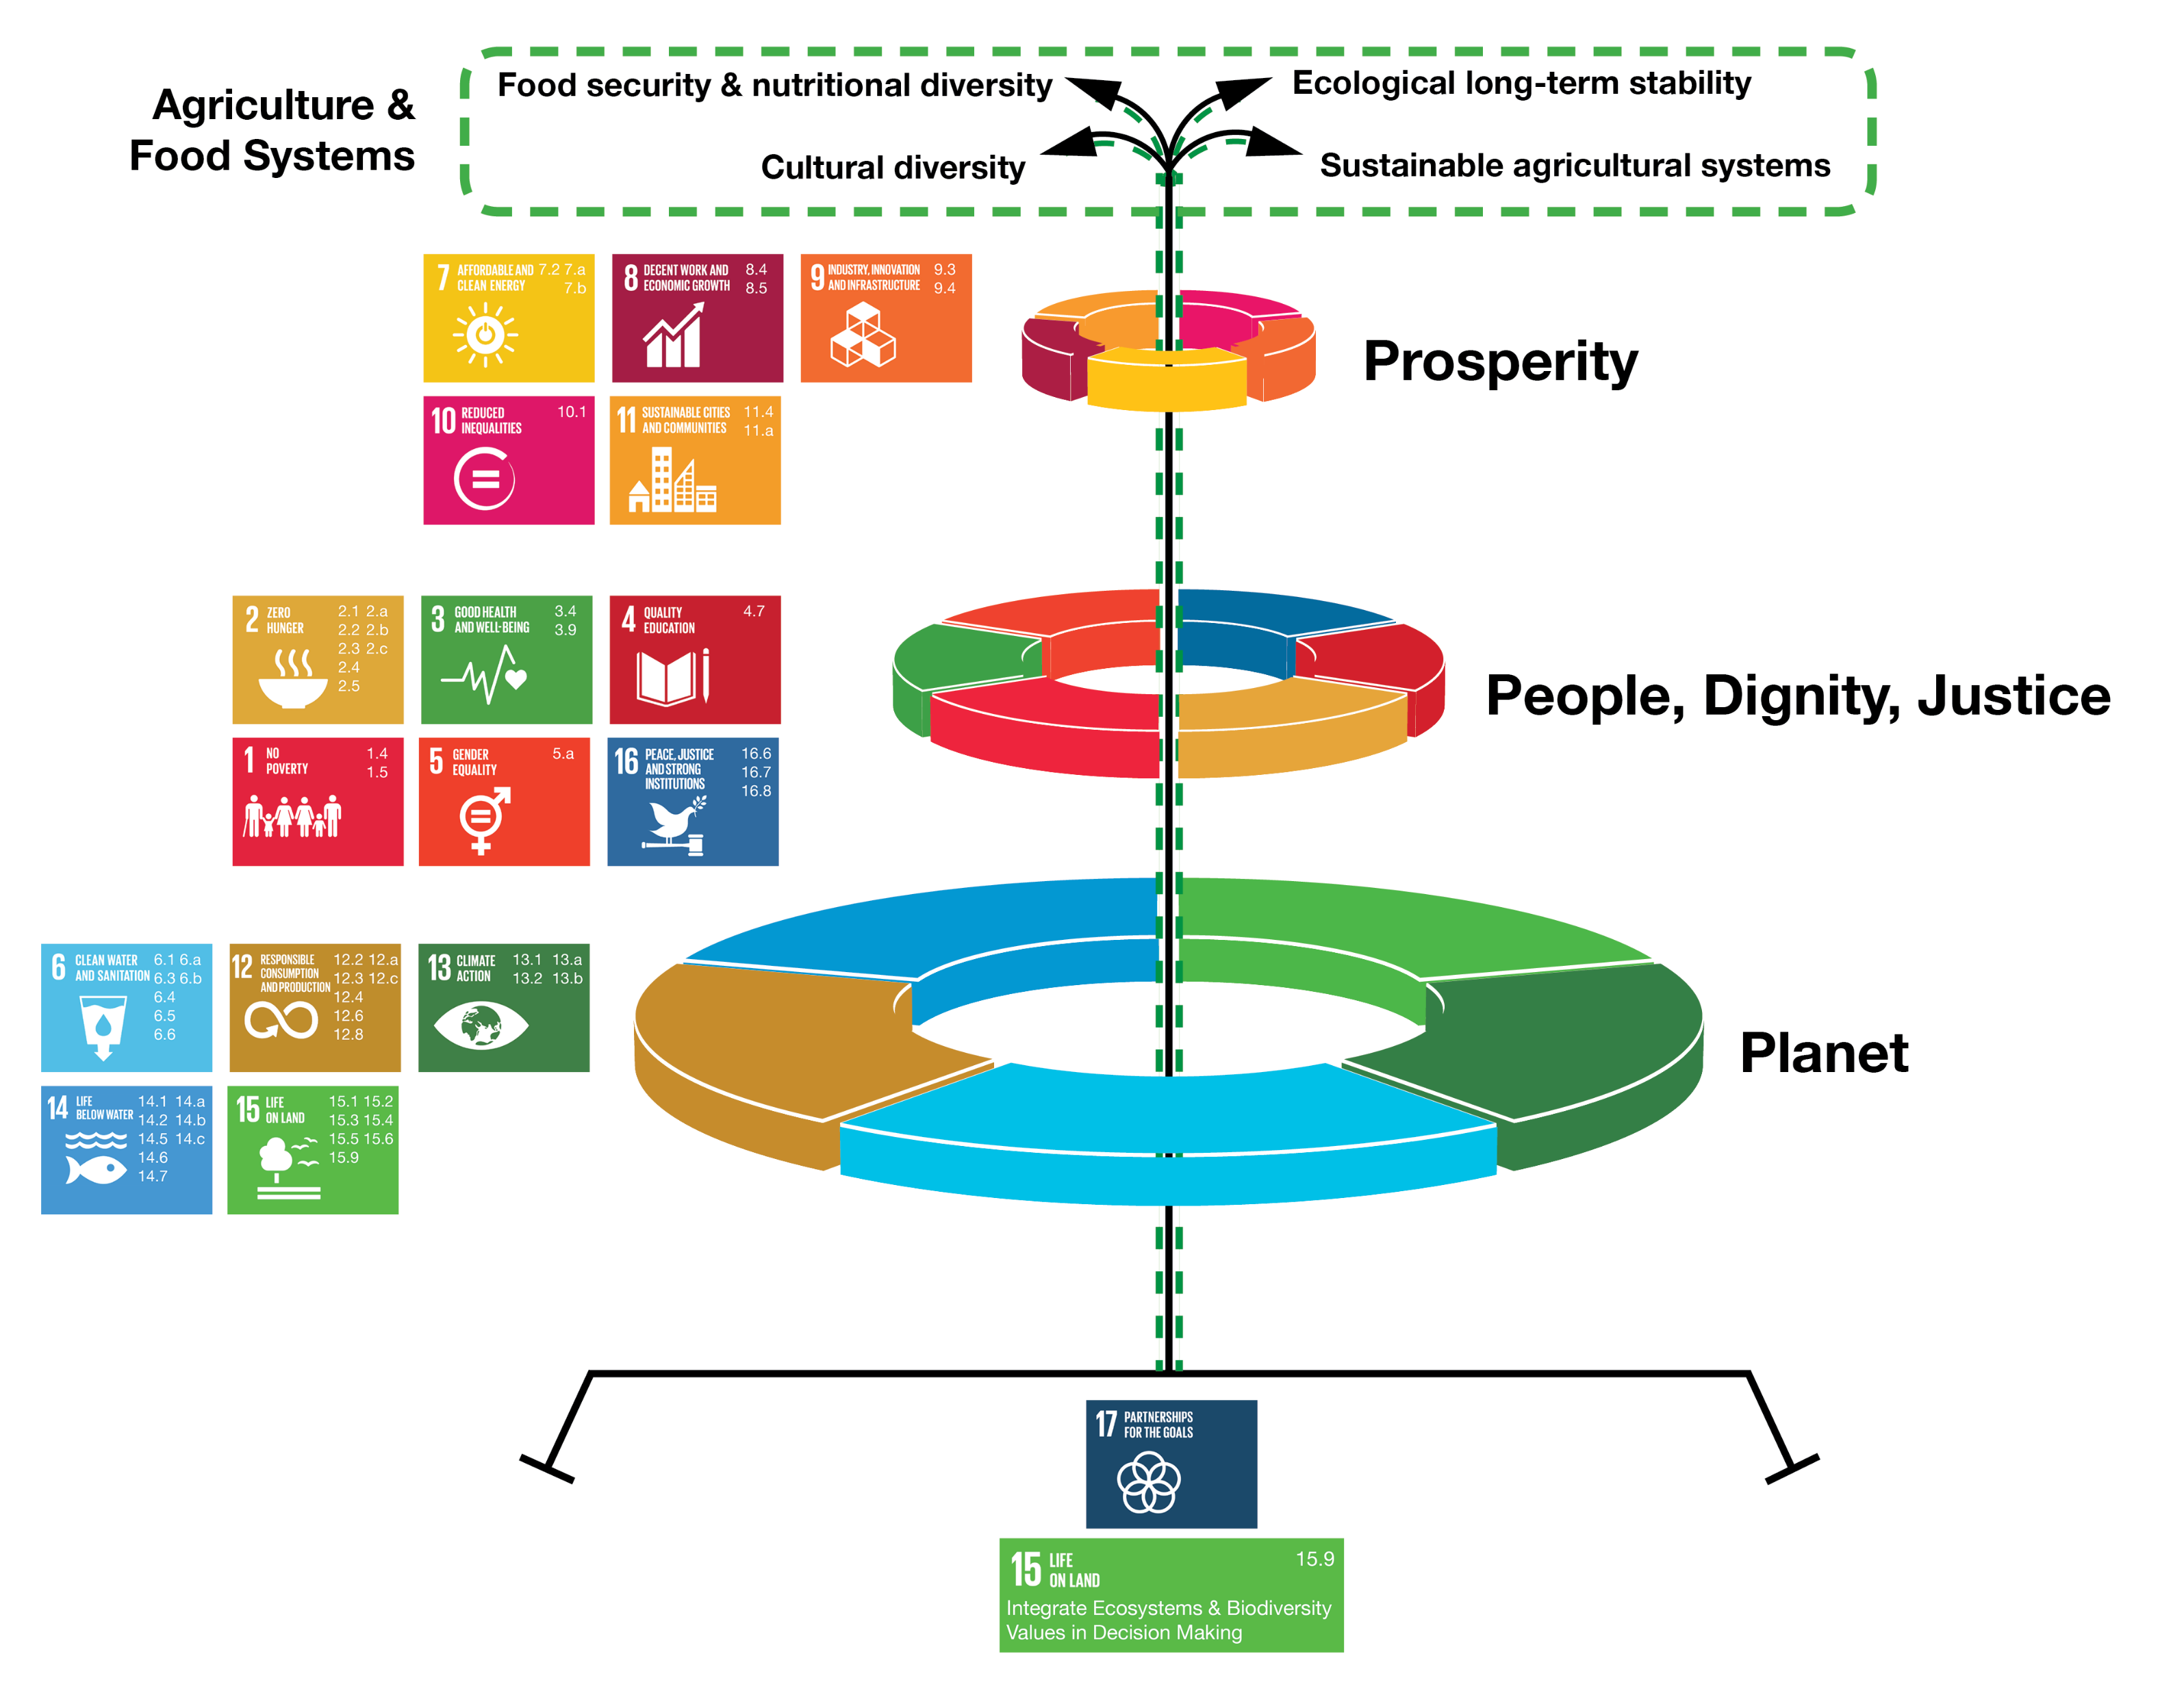 Agriculture &
Food Systems
Food security & nutritional diversity
Ecological long-term stability
Cultural diversity
Sustainable agricultural systems
7 AFFORDABLE AND 7.2 7.a
CLEAN ENERGY 7.b
8 DECENT WORK AND 8.4
ECONOMIC GROWTH 8.5
9 INDUSTRY, INNOVATION 9.3
AND INFRASTRUCTURE 9.4
Prosperity
10 REDUCED 10.1
INEQUALITIES
11 SUSTAINABLE CITIES 11.4
AND COMMUNITIES 11.a
2 ZERO 2.1 2.a
HUNGER 2.2 2.b
2.3 2.c
2.4
2.5
3 GOOD HEALTH 3.4
AND WELL-BEING 3.9
4 QUALITY 4.7
EDUCATION
People, Dignity, Justice
1 NO 1.4
POVERTY 1.5
5 GENDER 5.a
EQUALITY
16 PEACE, JUSTICE 16.6
AND STRONG 16.7
INSTITUTIONS 16.8
6 CLEAN WATER 6.1 6.a
AND SANITATION 6.3 6.b
6.4
6.5
6.6
12 RESPONSIBLE 12.2 12.a
CONSUMPTION 12.3 12.c
AND PRODUCTION 12.4
12.6
12.8
13 CLIMATE 13.1 13.a
ACTION 13.2 13.b
Planet
14 LIFE 14.1 14.a
BELOW WATER 14.2 14.b
14.5 14.c
14.6
14.7
15 LIFE 15.1 15.2
ON LAND 15.3 15.4
15.5 15.6
15.9
17 PARTNERSHIPS
FOR THE GOALS
15 LIFE 15.9
ON LAND
Integrate Ecosystems & Biodiversity
Values in Decision Making